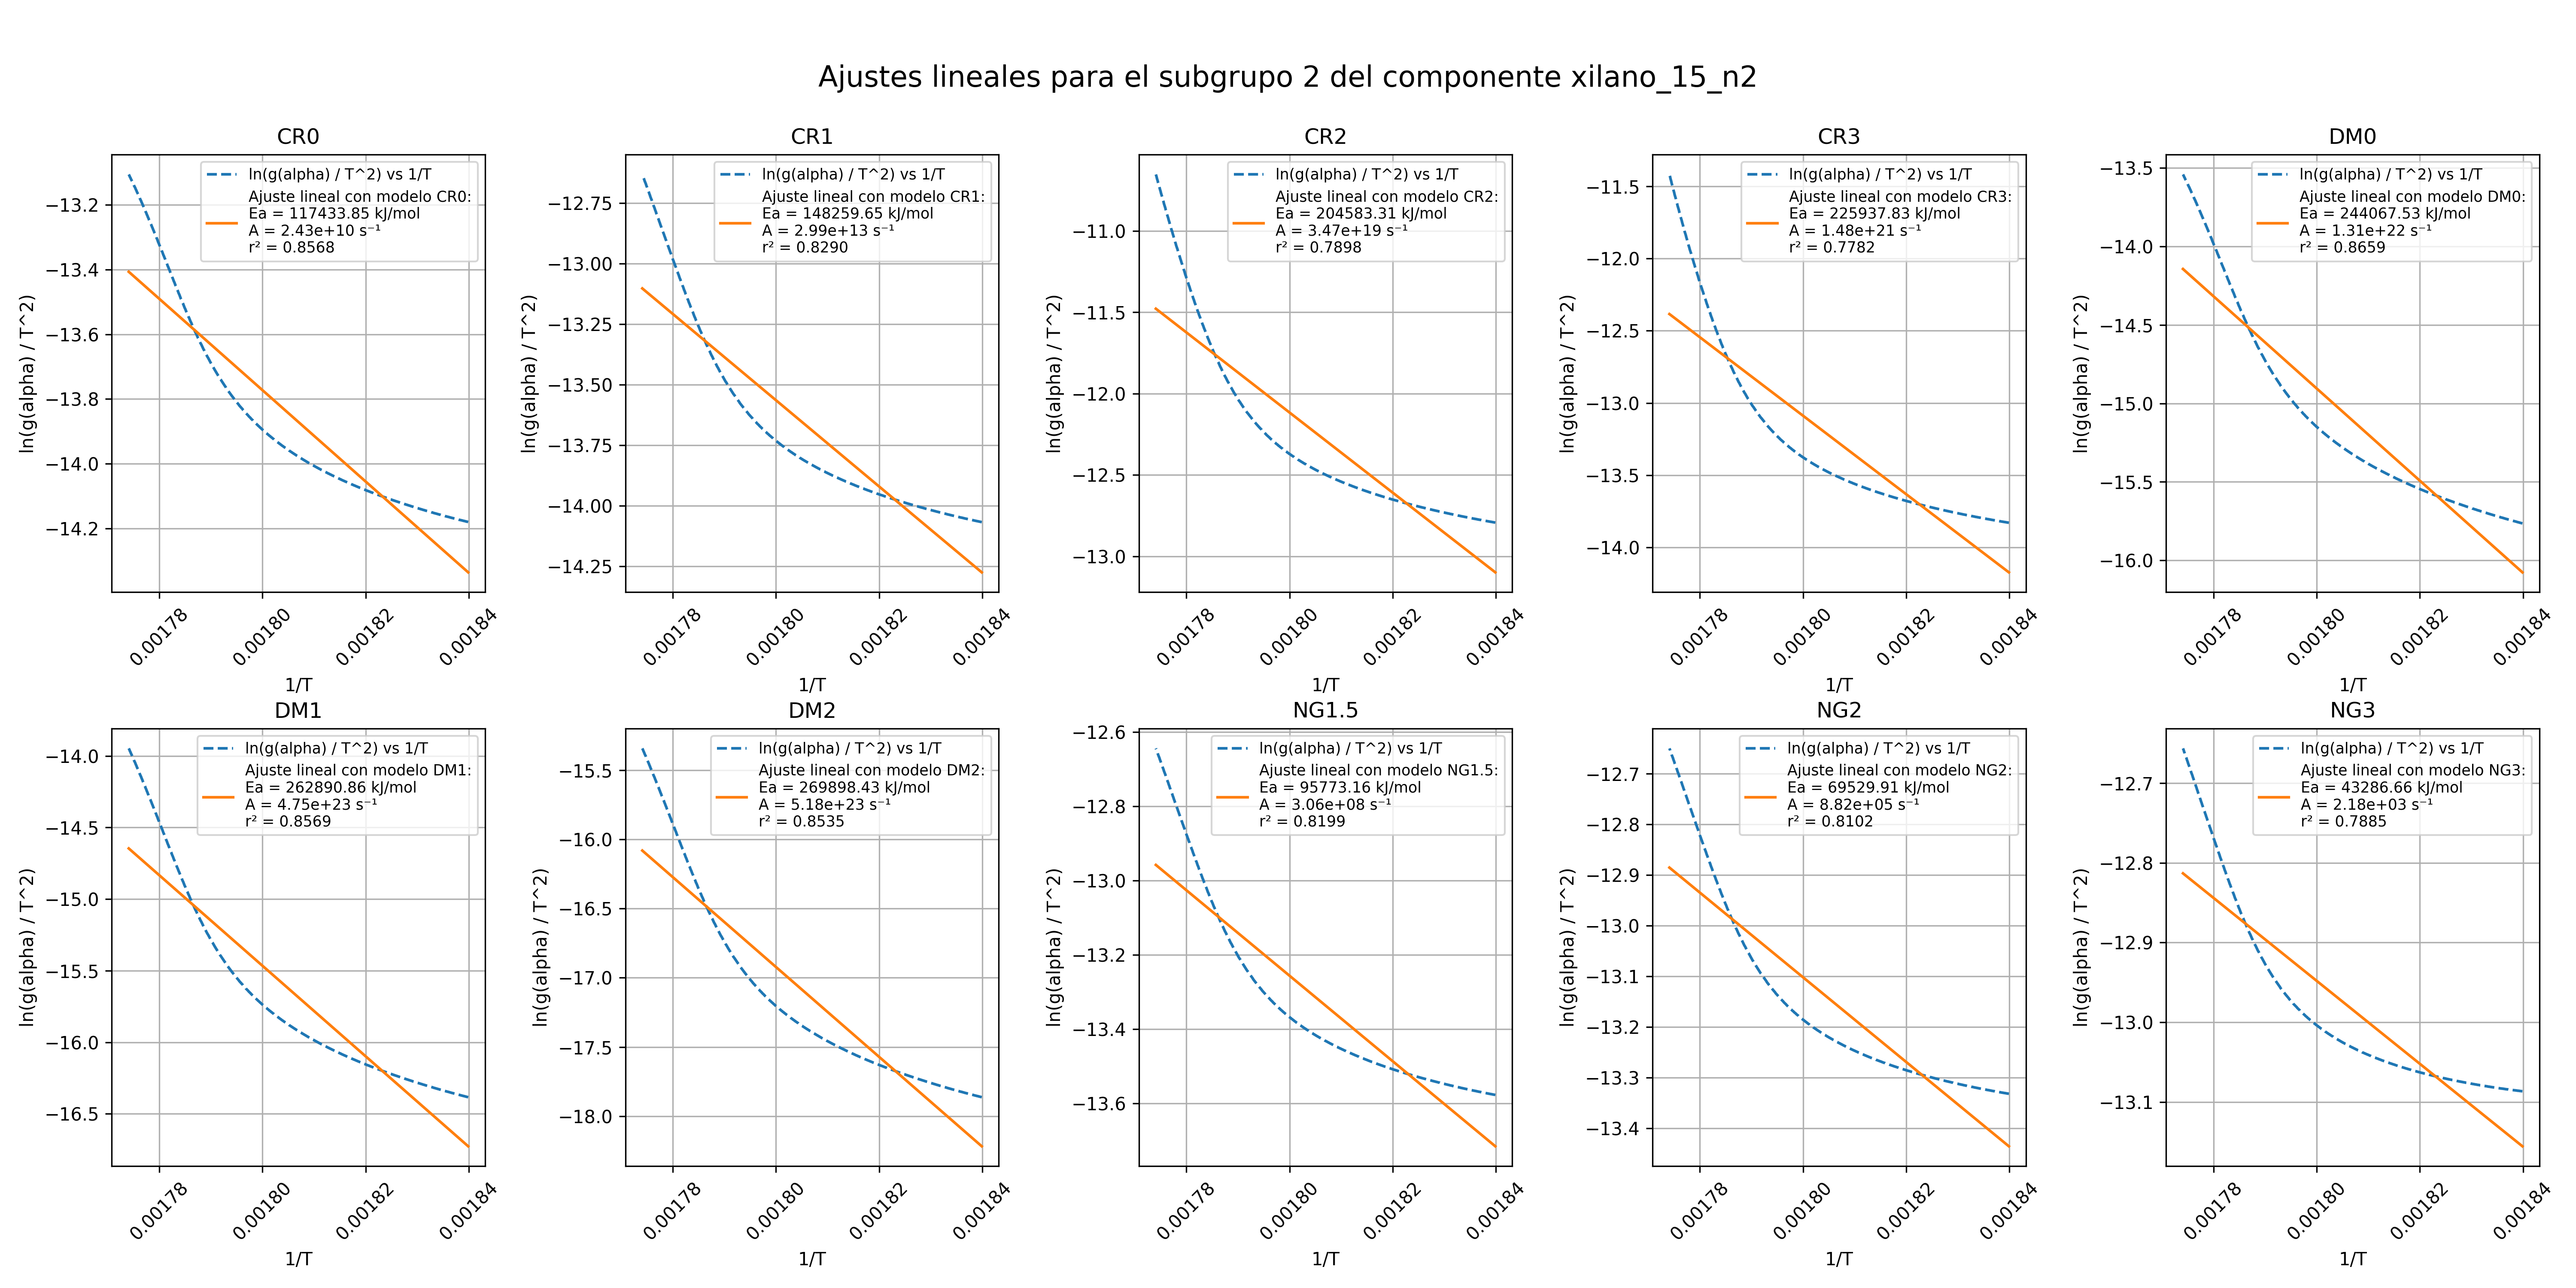 Ajustes lineales para el subgrupo 2 del componente xilano_15_n2
CR0
ln(g(alpha) / T^2)
−13.2
−13.4
−13.6
−13.8
−14.0
−14.2
ln(g(alpha) / T^2) vs 1/T
Ajuste lineal con modelo CR0:
Ea = 117433.85 kJ/mol
A = 2.43e+10 s⁻¹
r² = 0.8568
0.00178
0.00180
0.00182
0.00184
1/T
CR1
ln(g(alpha) / T^2)
−12.75
−13.00
−13.25
−13.50
−13.75
−14.00
−14.25
ln(g(alpha) / T^2) vs 1/T
Ajuste lineal con modelo CR1:
Ea = 148259.65 kJ/mol
A = 2.99e+13 s⁻¹
r² = 0.8290
0.00178
0.00180
0.00182
0.00184
1/T
CR2
ln(g(alpha) / T^2)
−11.0
−11.5
−12.0
−12.5
−13.0
ln(g(alpha) / T^2) vs 1/T
Ajuste lineal con modelo CR2:
Ea = 204583.31 kJ/mol
A = 3.47e+19 s⁻¹
r² = 0.7898
0.00178
0.00180
0.00182
0.00184
1/T
CR3
ln(g(alpha) / T^2)
−11.5
−12.0
−12.5
−13.0
−13.5
−14.0
ln(g(alpha) / T^2) vs 1/T
Ajuste lineal con modelo CR3:
Ea = 225937.83 kJ/mol
A = 1.48e+21 s⁻¹
r² = 0.7782
0.00178
0.00180
0.00182
0.00184
1/T
DM0
ln(g(alpha) / T^2)
−13.5
−14.0
−14.5
−15.0
−15.5
−16.0
ln(g(alpha) / T^2) vs 1/T
Ajuste lineal con modelo DM0:
Ea = 244067.53 kJ/mol
A = 1.31e+22 s⁻¹
r² = 0.8659
0.00178
0.00180
0.00182
0.00184
1/T
DM1
ln(g(alpha) / T^2)
−14.0
−14.5
−15.0
−15.5
−16.0
−16.5
ln(g(alpha) / T^2) vs 1/T
Ajuste lineal con modelo DM1:
Ea = 262890.86 kJ/mol
A = 4.75e+23 s⁻¹
r² = 0.8569
0.00178
0.00180
0.00182
0.00184
1/T
DM2
ln(g(alpha) / T^2)
−15.5
−16.0
−16.5
−17.0
−17.5
−18.0
ln(g(alpha) / T^2) vs 1/T
Ajuste lineal con modelo DM2:
Ea = 269898.43 kJ/mol
A = 5.18e+23 s⁻¹
r² = 0.8535
0.00178
0.00180
0.00182
0.00184
1/T
NG1.5
ln(g(alpha) / T^2)
−12.6
−12.8
−13.0
−13.2
−13.4
−13.6
ln(g(alpha) / T^2) vs 1/T
Ajuste lineal con modelo NG1.5:
Ea = 95773.16 kJ/mol
A = 3.06e+08 s⁻¹
r² = 0.8199
0.00178
0.00180
0.00182
0.00184
1/T
NG2
ln(g(alpha) / T^2)
−12.7
−12.8
−12.9
−13.0
−13.1
−13.2
−13.3
−13.4
ln(g(alpha) / T^2) vs 1/T
Ajuste lineal con modelo NG2:
Ea = 69529.91 kJ/mol
A = 8.82e+05 s⁻¹
r² = 0.8102
0.00178
0.00180
0.00182
0.00184
1/T
NG3
ln(g(alpha) / T^2)
−12.7
−12.8
−12.9
−13.0
−13.1
ln(g(alpha) / T^2) vs 1/T
Ajuste lineal con modelo NG3:
Ea = 43286.66 kJ/mol
A = 2.18e+03 s⁻¹
r² = 0.7885
0.00178
0.00180
0.00182
0.00184
1/T